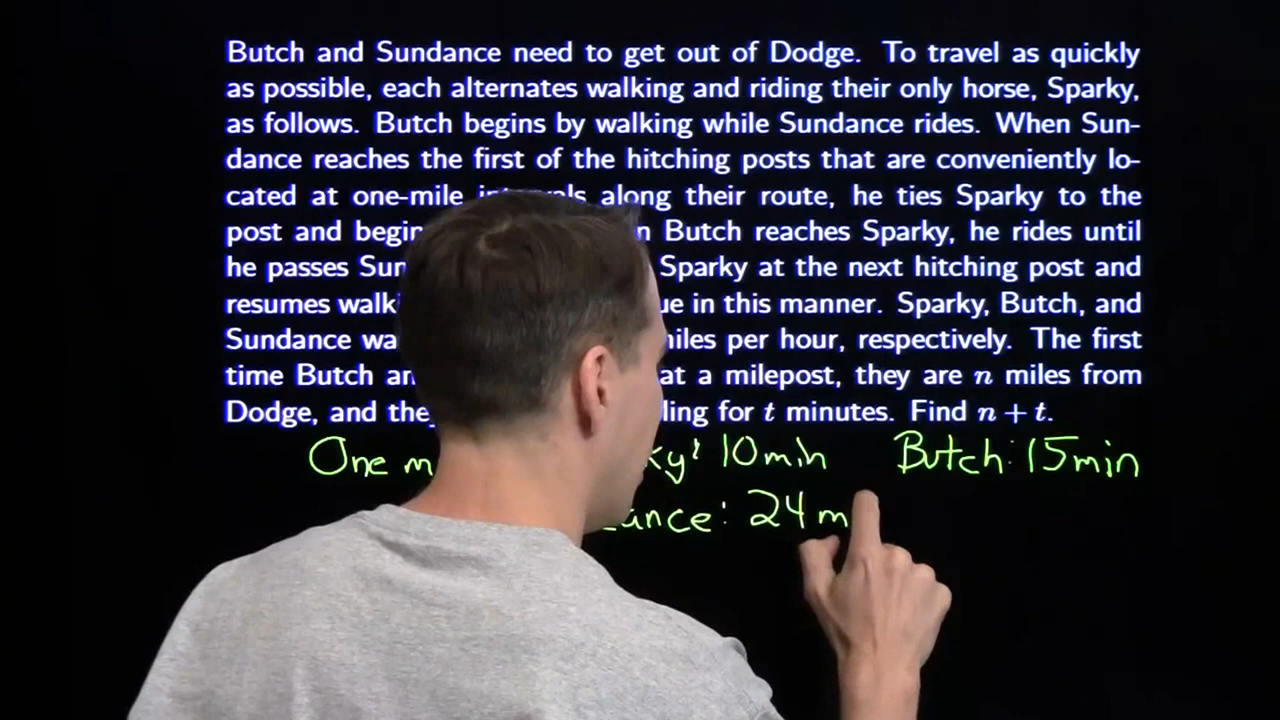 Butch and Sundance need to get out of Dodge. To travel as quickly
as possible, each alternates walking and riding their only horse, Sparky,
as follows. Butch begins by walking while Sundance rides. When Sun-
dance reaches the first of the hitching posts that are conveniently lo-
cated at one-mile along their route, he ties Sparky to the
post and Butch reaches Sparky, he rides until
he passes Sparky at the next hitching post and
resumes in this manner. Sparky, Butch, and
Sundance miles per hour, respectively. The first
time Butch at a milepost, they are n miles from
Dodge, and for t minutes. Find n + t.
One 10min Butch: 15min
24